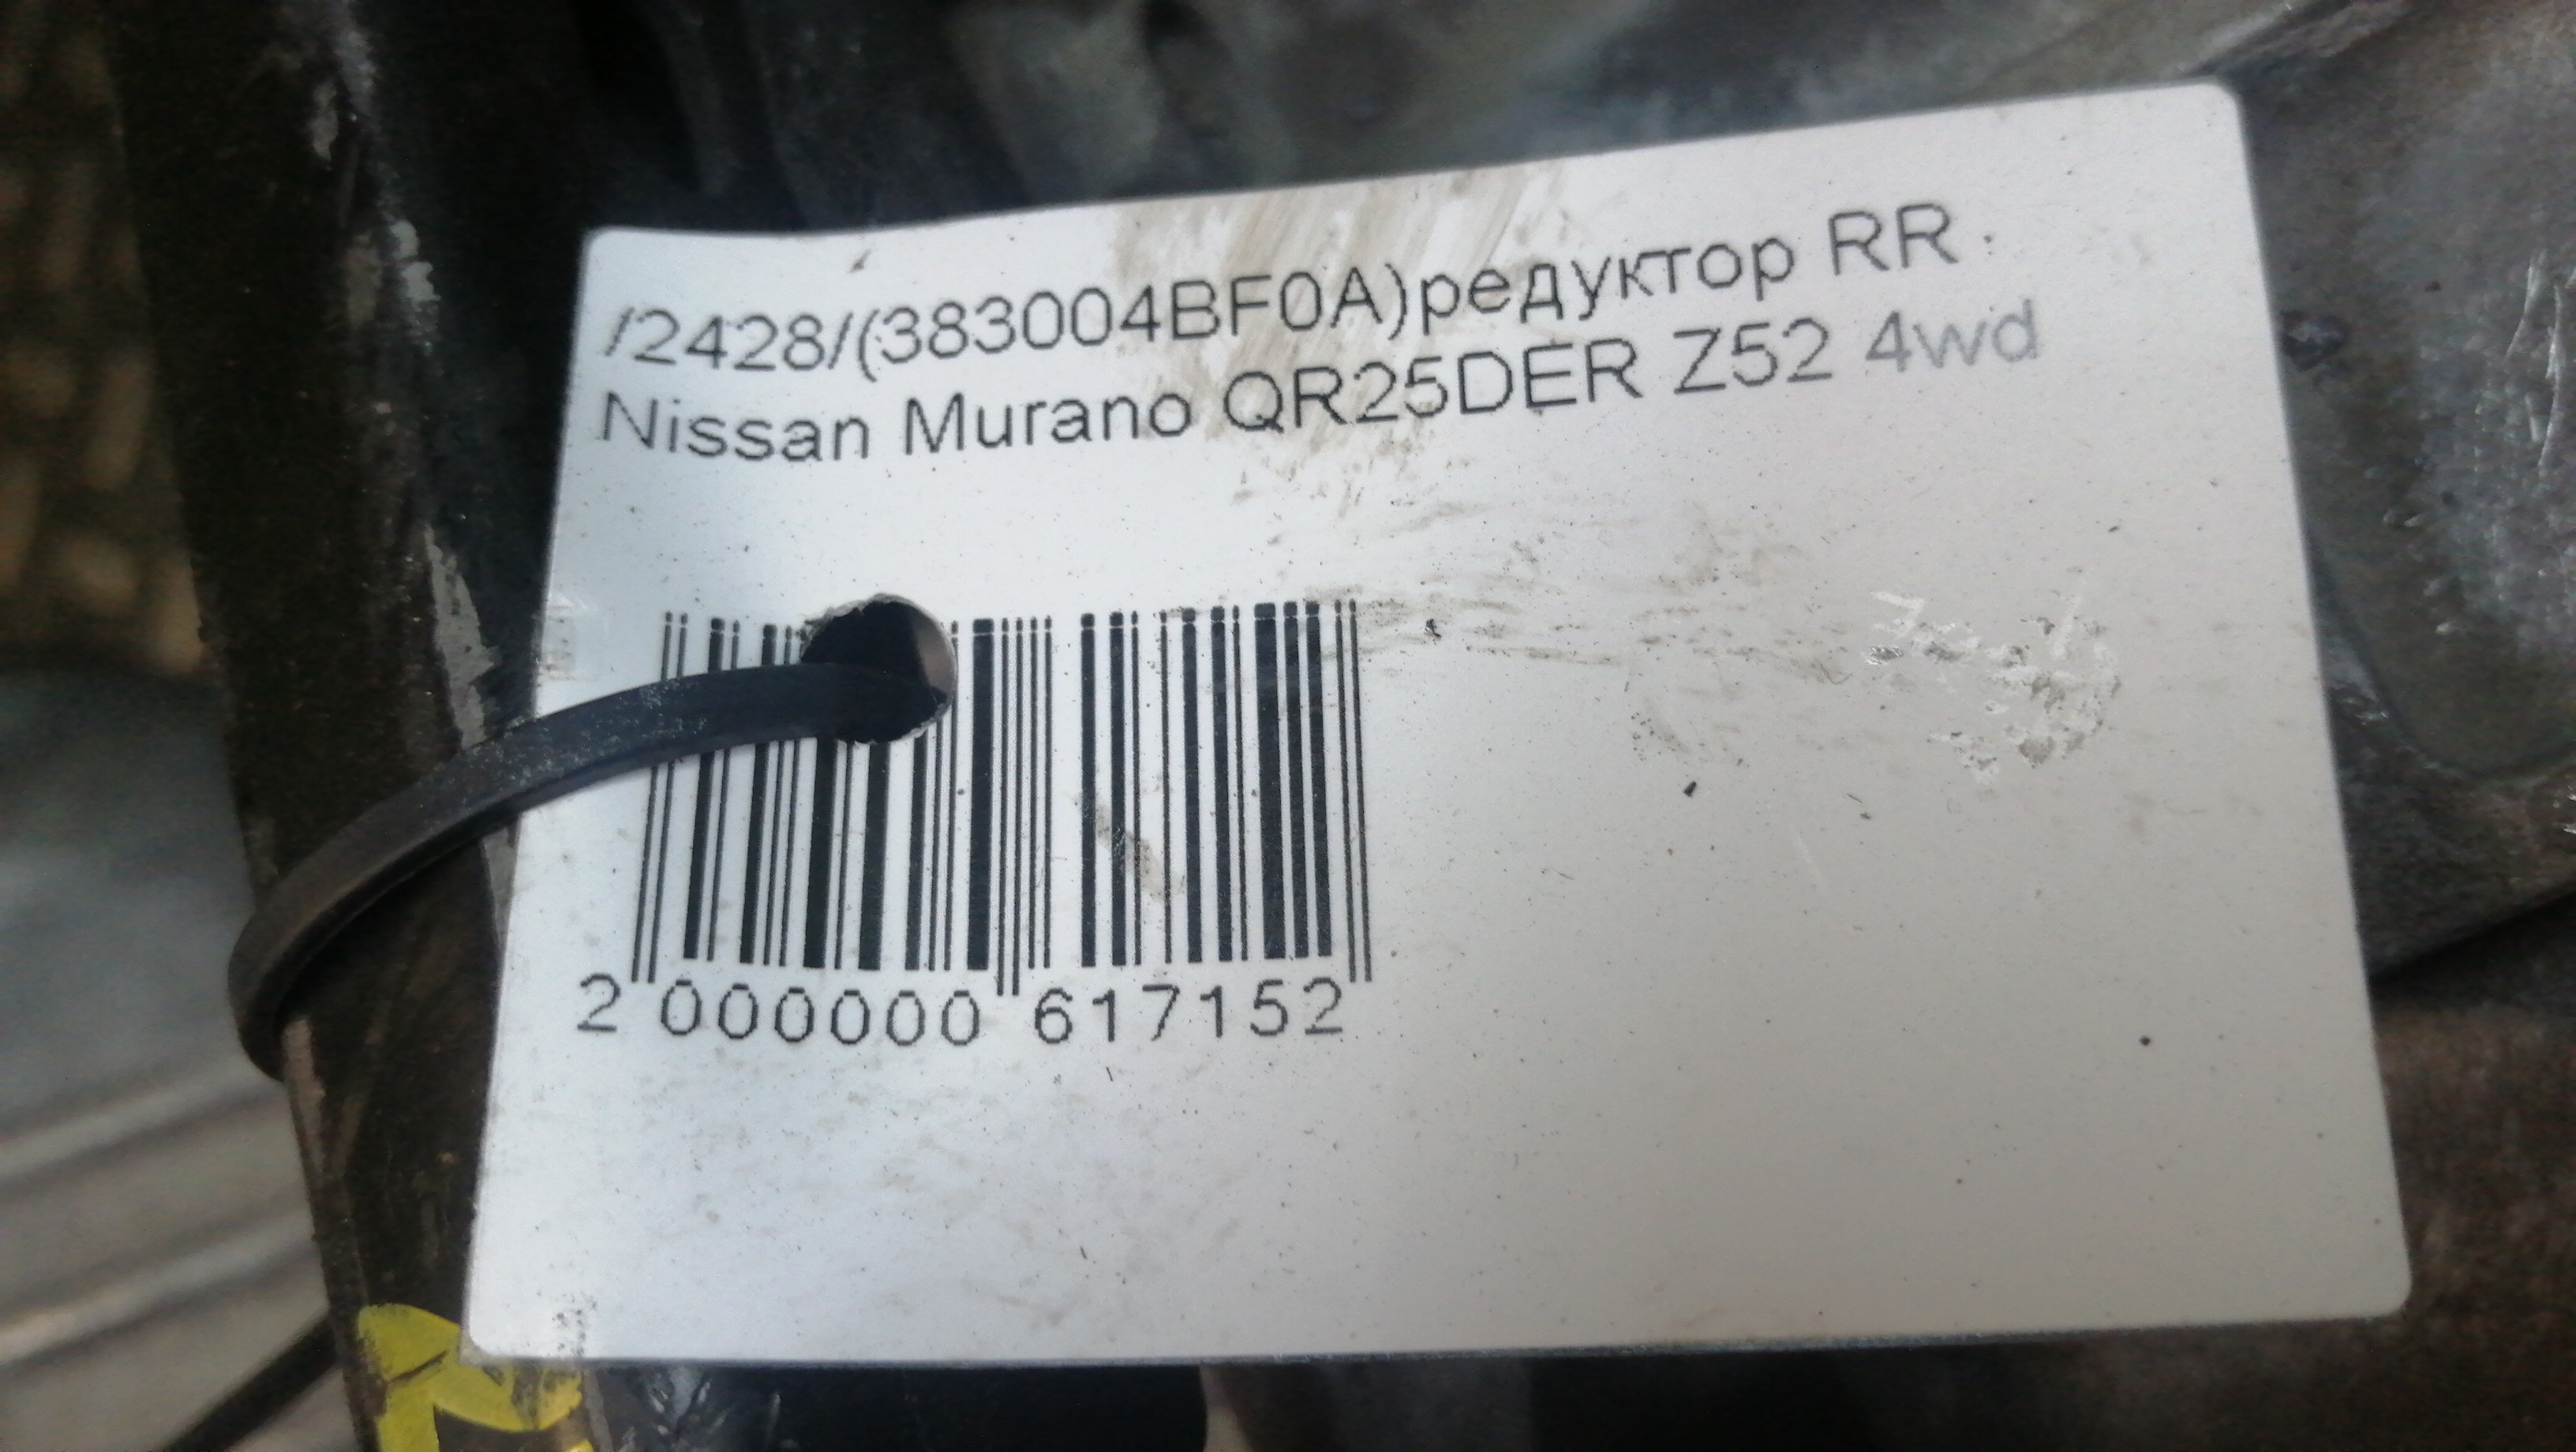 /2428/(383004BF0A)редуктор RR
Nissan Murano QR25DER Z52 4wd
2 000000 617152